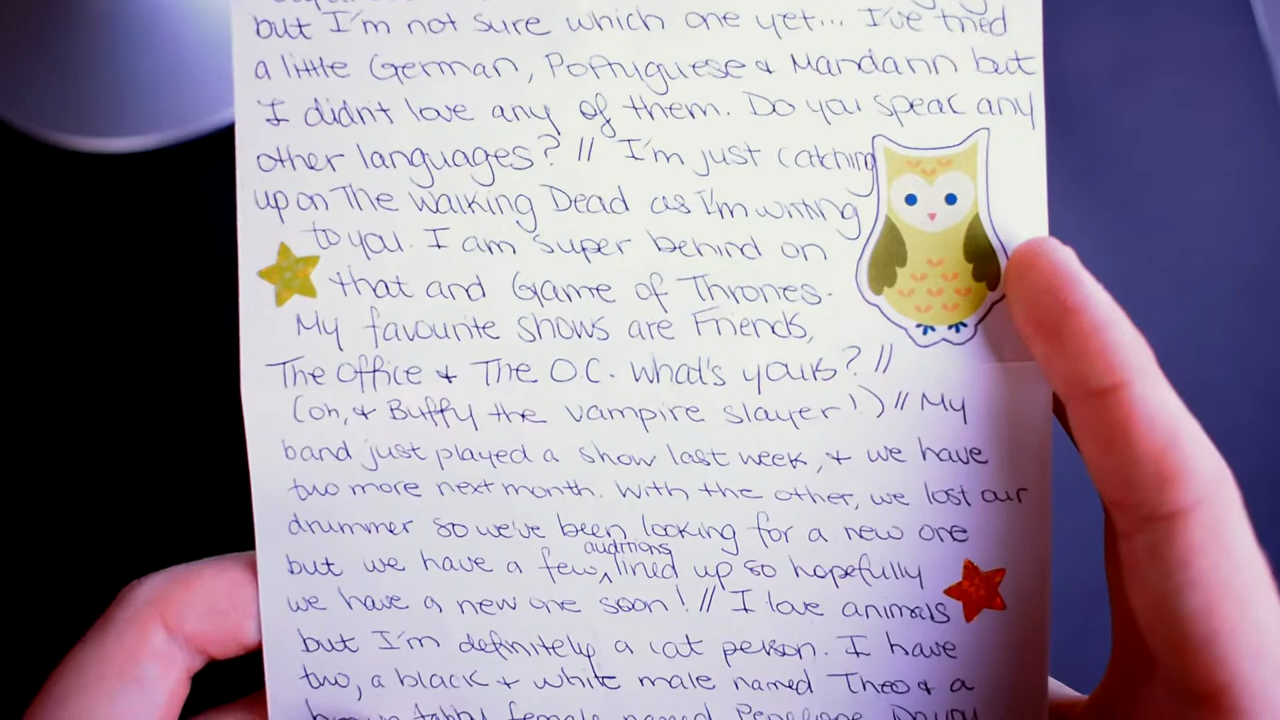 but I'm not sure which one yet... I've tried
a little German, Portuguese & Mandarin but
I didn't love any of them. Do you speak any
other languages? // I'm just catching
up on The Walking Dead as I'm writing
to you. I am super behind on
that and Game of Thrones.
My favourite shows are Friends,
The Office & The O.C. What's yours? //
(oh, & Buffy the vampire slayer!) // My
band just played a show last week, & we have
two more next month. With the other, we lost our
drummer so we've been looking for a new one
auditions
but we have a few ^ lined up so hopefully
we have a new one soon! // I love animals
but I'm definitely a cat person. I have
two, a black & white male named Theo & a
brown tabby female named Penelope